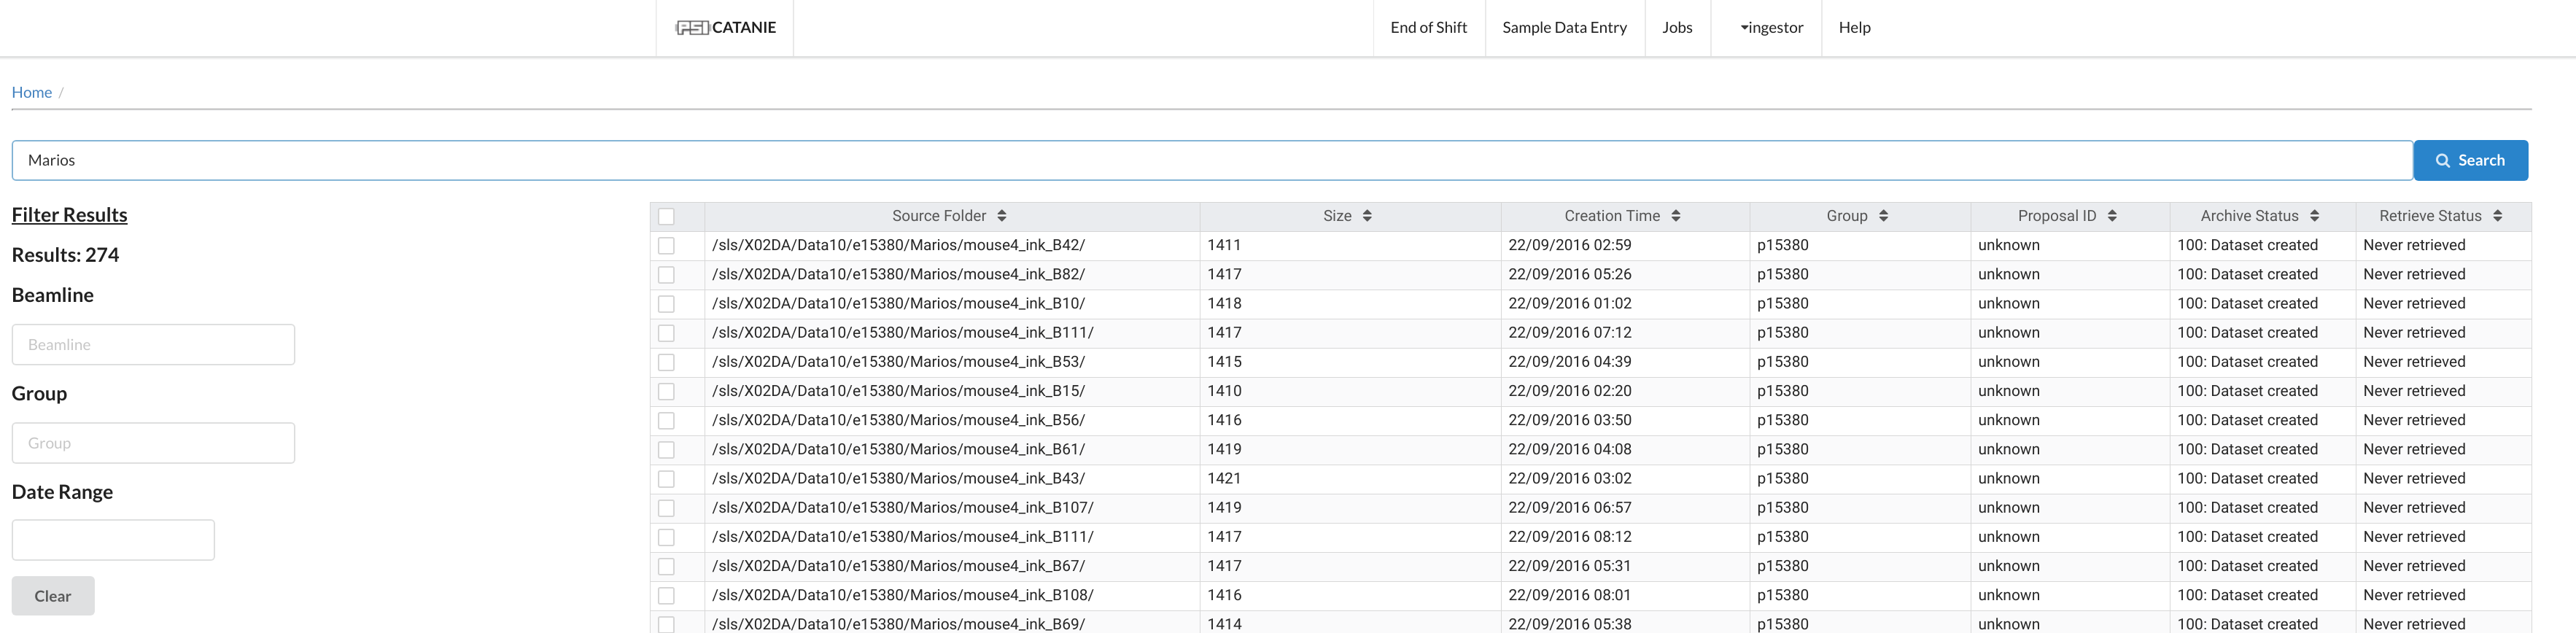 PSI CATANIE End of Shift Sample Data Entry Jobs ingestor Help
Home /
Marios Search
Filter Results
Results: 274
Beamline
Beamline
Group
Group
Date Range
Clear
Source Folder Size Creation Time Group Proposal ID Archive Status Retrieve Status
/sls/X02DA/Data10/e15380/Marios/mouse4_ink_B42/ 1411 22/09/2016 02:59 p15380 unknown 100: Dataset created Never retrieved
/sls/X02DA/Data10/e15380/Marios/mouse4_ink_B82/ 1417 22/09/2016 05:26 p15380 unknown 100: Dataset created Never retrieved
/sls/X02DA/Data10/e15380/Marios/mouse4_ink_B10/ 1418 22/09/2016 01:02 p15380 unknown 100: Dataset created Never retrieved
/sls/X02DA/Data10/e15380/Marios/mouse4_ink_B111/ 1417 22/09/2016 07:12 p15380 unknown 100: Dataset created Never retrieved
/sls/X02DA/Data10/e15380/Marios/mouse4_ink_B53/ 1415 22/09/2016 04:39 p15380 unknown 100: Dataset created Never retrieved
/sls/X02DA/Data10/e15380/Marios/mouse4_ink_B15/ 1410 22/09/2016 02:20 p15380 unknown 100: Dataset created Never retrieved
/sls/X02DA/Data10/e15380/Marios/mouse4_ink_B56/ 1416 22/09/2016 03:50 p15380 unknown 100: Dataset created Never retrieved
/sls/X02DA/Data10/e15380/Marios/mouse4_ink_B61/ 1419 22/09/2016 04:08 p15380 unknown 100: Dataset created Never retrieved
/sls/X02DA/Data10/e15380/Marios/mouse4_ink_B43/ 1421 22/09/2016 03:02 p15380 unknown 100: Dataset created Never retrieved
/sls/X02DA/Data10/e15380/Marios/mouse4_ink_B107/ 1419 22/09/2016 06:57 p15380 unknown 100: Dataset created Never retrieved
/sls/X02DA/Data10/e15380/Marios/mouse4_ink_B111/ 1417 22/09/2016 08:12 p15380 unknown 100: Dataset created Never retrieved
/sls/X02DA/Data10/e15380/Marios/mouse4_ink_B67/ 1417 22/09/2016 05:31 p15380 unknown 100: Dataset created Never retrieved
/sls/X02DA/Data10/e15380/Marios/mouse4_ink_B108/ 1416 22/09/2016 08:01 p15380 unknown 100: Dataset created Never retrieved
/sls/X02DA/Data10/e15380/Marios/mouse4_ink_B69/ 1414 22/09/2016 05:38 p15380 unknown 100: Dataset created Never retrieved